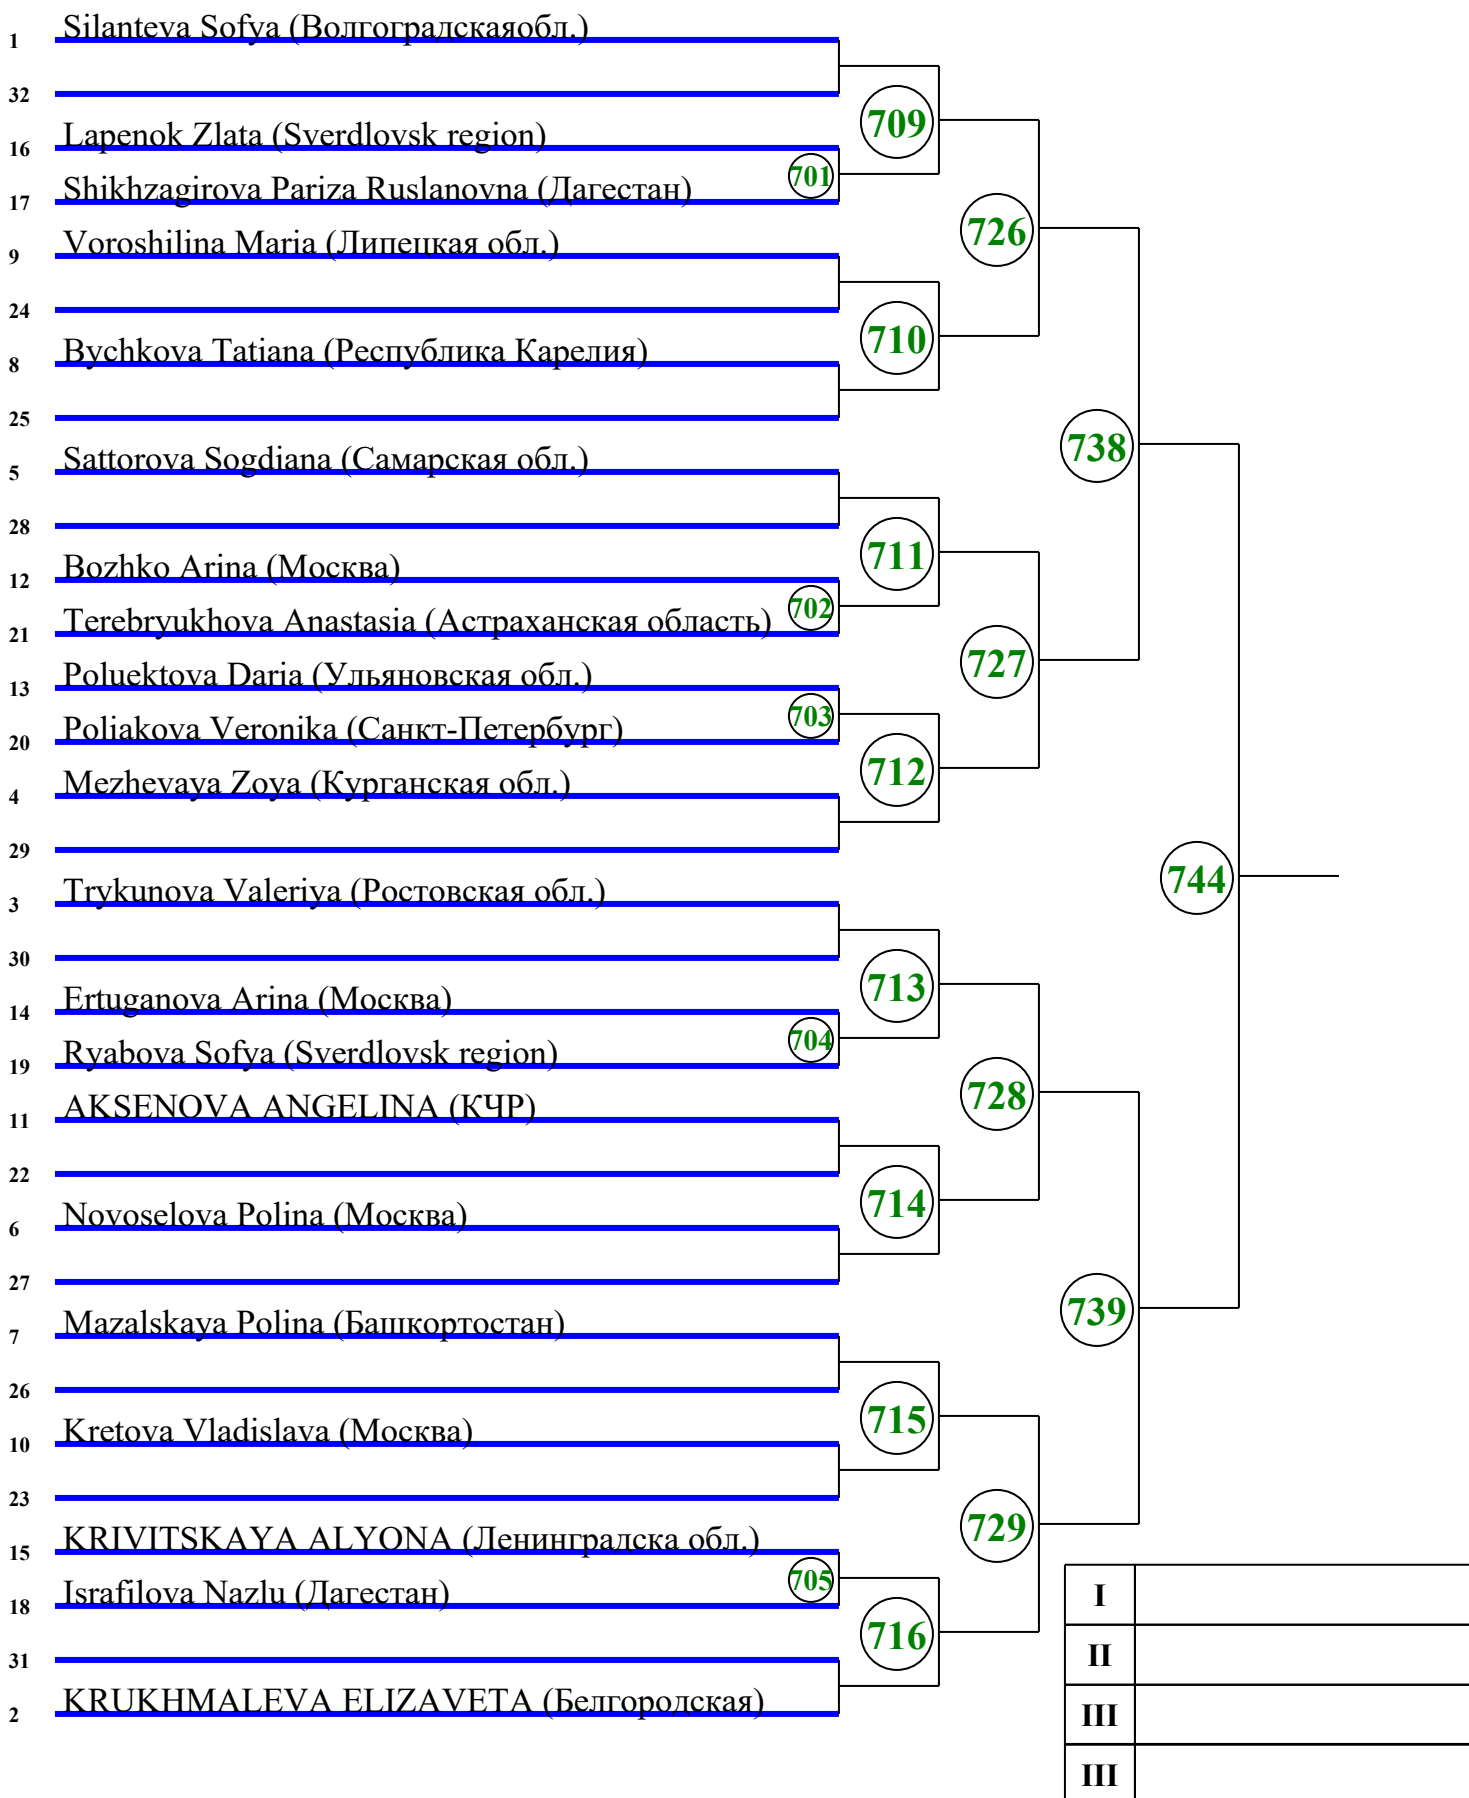 1 Silanteva Sofya (Волгоградскаяобл.)
32
709
16 Lapenok Zlata (Sverdlovsk region)
701
17 Shikhzagirova Pariza Ruslanovna (Дагестан)
726
9 Voroshilina Maria (Липецкая обл.)
24
710
8 Bychkova Tatiana (Республика Карелия)
25
738
5 Sattorova Sogdiana (Самарская обл.)
28
711
12 Bozhko Arina (Москва)
702
21 Terebryukhova Anastasia (Астраханская область)
727
13 Poluektova Daria (Ульяновская обл.)
703
20 Poliakova Veronika (Санкт-Петербург)
712
4 Mezhevaya Zoya (Курганская обл.)
29
744
3 Trykunova Valeriya (Ростовская обл.)
30
713
14 Ertuganova Arina (Москва)
704
19 Ryabova Sofya (Sverdlovsk region)
728
11 AKSENOVA ANGELINA (КЧР)
22
714
6 Novoselova Polina (Москва)
27
739
7 Mazalskaya Polina (Башкортостан)
26
715
10 Kretova Vladislava (Москва)
23
729
15 KRIVITSKAYA ALYONA (Ленинградска обл.)
705
18 Israfilova Nazlu (Дагестан)
716
31
2 KRUKHMALEVA ELIZAVETA (Белгородская)
I
II
III
III